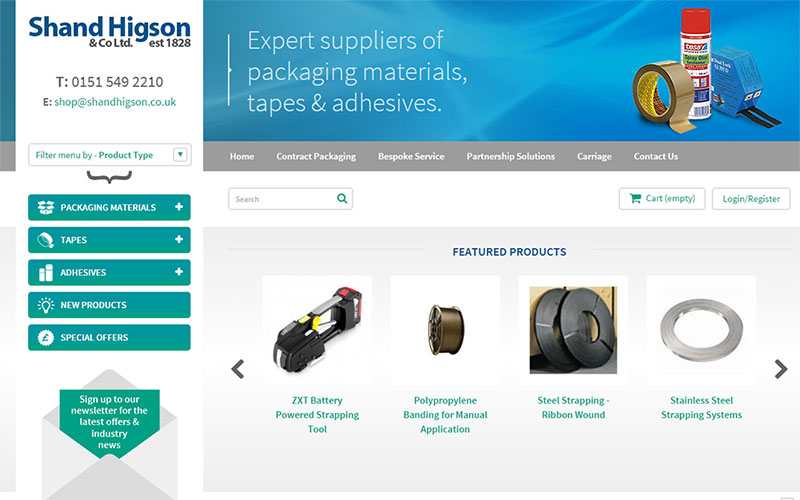 Shand Higson
& Co Ltd. est 1828
T: 0151 549 2210
E: shop@shandhigson.co.uk
Filter menu by - Product Type
PACKAGING MATERIALS
TAPES
ADHESIVES
NEW PRODUCTS
SPECIAL OFFERS
Sign up to our
newsletter for the
latest offers &
industry
news
Expert suppliers of
packaging materials,
tapes & adhesives.
tesa
Home Contract Packaging Bespoke Service Partnership Solutions Carriage Contact Us
Search
Cart (empty)
Login/Register
FEATURED PRODUCTS
ZXT Battery
Powered Strapping
Tool
Polypropylene
Banding for Manual
Application
Steel Strapping -
Ribbon Wound
Stainless Steel
Strapping Systems